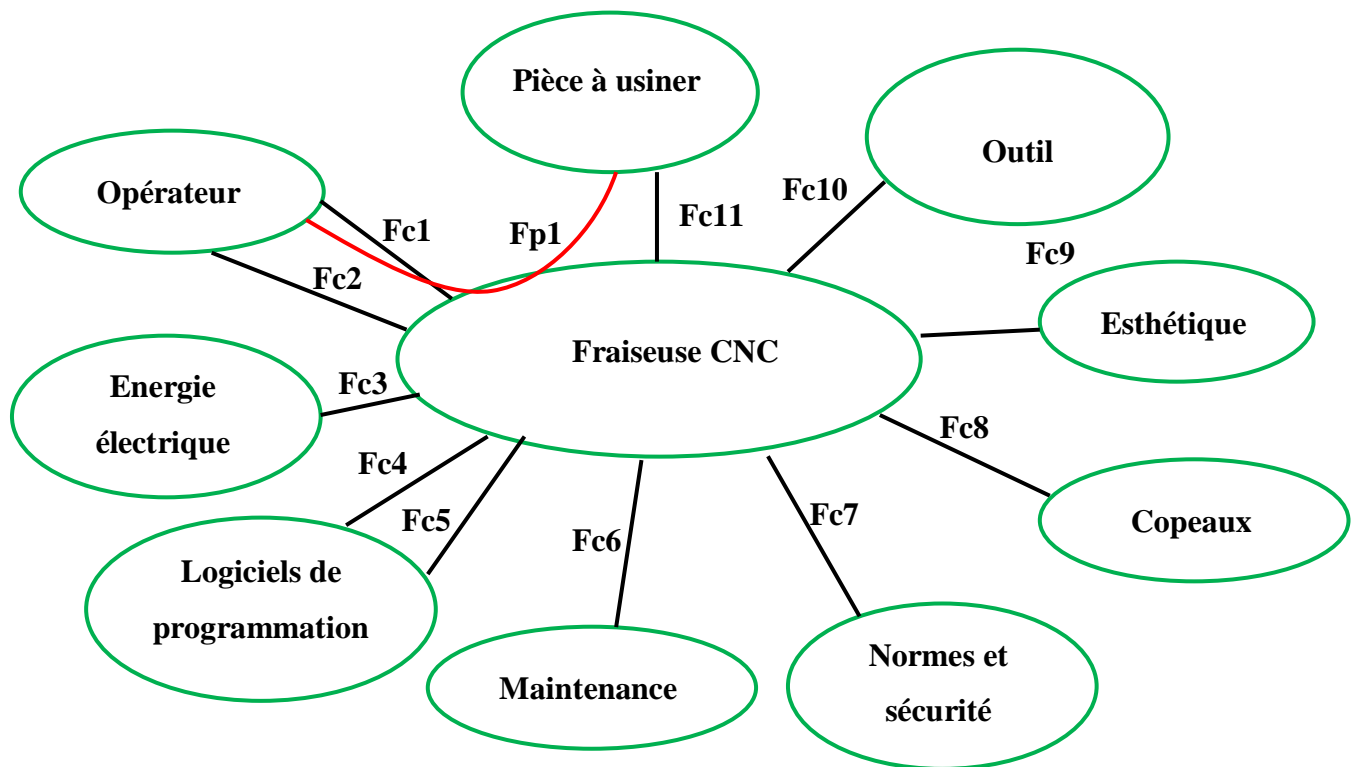 Pièce à usiner
Outil
Opérateur
Fc10
Fc1
Fp1
Fc11
Fc9
Fc2
Esthétique
Fraiseuse CNC
Energie
électrique
Fc3
Fc8
Fc4
Fc5
Fc7
Copeaux
Fc6
Logiciels de
programmation
Normes et
sécurité
Maintenance